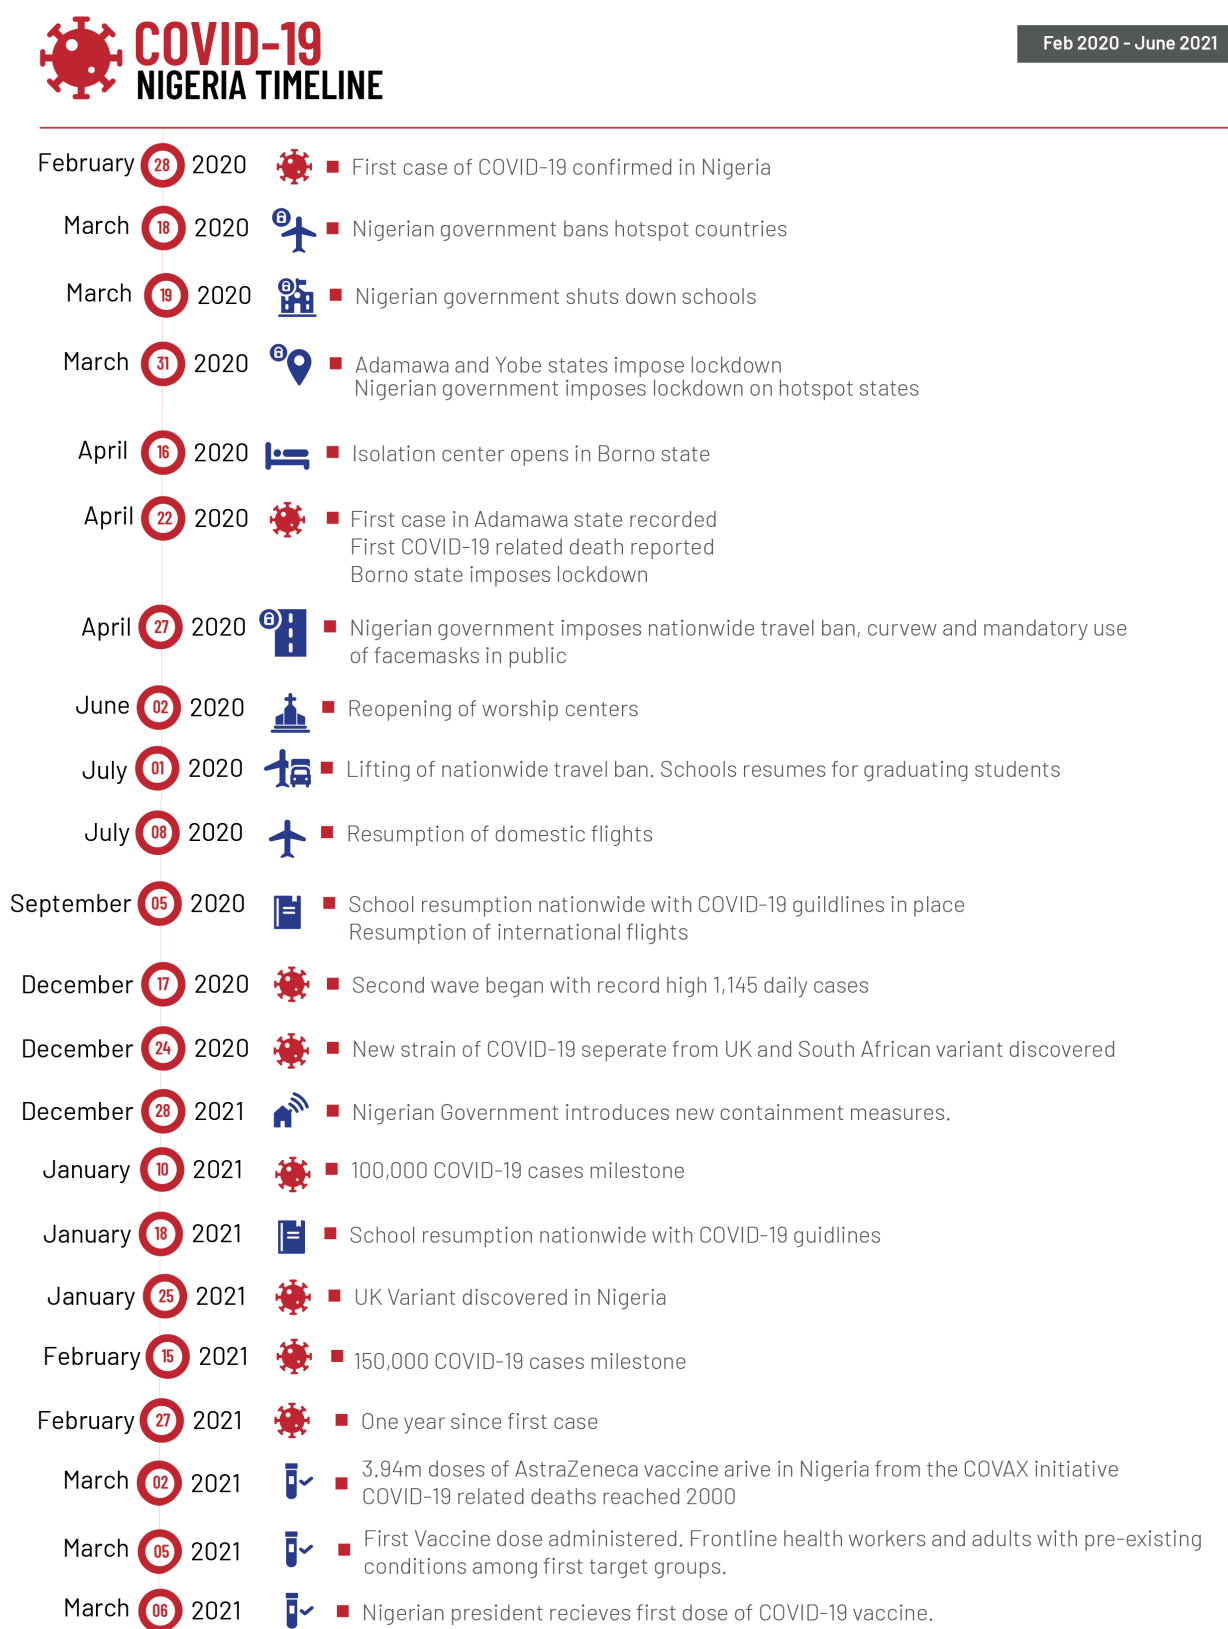 COVID-19
NIGERIA TIMELINE
Feb 2020 - June 2021
February 28 2020 First case of COVID-19 confirmed in Nigeria
March 18 2020 Nigerian government bans hotspot countries
March 19 2020 Nigerian government shuts down schools
March 31 2020 Adamawa and Yobe states impose lockdown
Nigerian government imposes lockdown on hotspot states
April 16 2020 Isolation center opens in Borno state
April 22 2020 First case in Adamawa state recorded
First COVID-19 related death reported
Borno state imposes lockdown
April 27 2020 Nigerian government imposes nationwide travel ban, curvew and mandatory use
of facemasks in public
June 02 2020 Reopening of worship centers
July 01 2020 Lifting of nationwide travel ban. Schools resumes for graduating students
July 08 2020 Resumption of domestic flights
September 05 2020 School resumption nationwide with COVID-19 guildlines in place
Resumption of international flights
December 17 2020 Second wave began with record high 1,145 daily cases
December 24 2020 New strain of COVID-19 seperate from UK and South African variant discovered
December 28 2021 Nigerian Government introduces new containment measures.
January 10 2021 100,000 COVID-19 cases milestone
January 18 2021 School resumption nationwide with COVID-19 guidlines
January 25 2021 UK Variant discovered in Nigeria
February 15 2021 150,000 COVID-19 cases milestone
February 27 2021 One year since first case
March 02 2021 3.94m doses of AstraZeneca vaccine arive in Nigeria from the COVAX initiative
COVID-19 related deaths reached 2000
March 05 2021 First Vaccine dose administered. Frontline health workers and adults with pre-existing
conditions among first target groups.
March 06 2021 Nigerian president recieves first dose of COVID-19 vaccine.